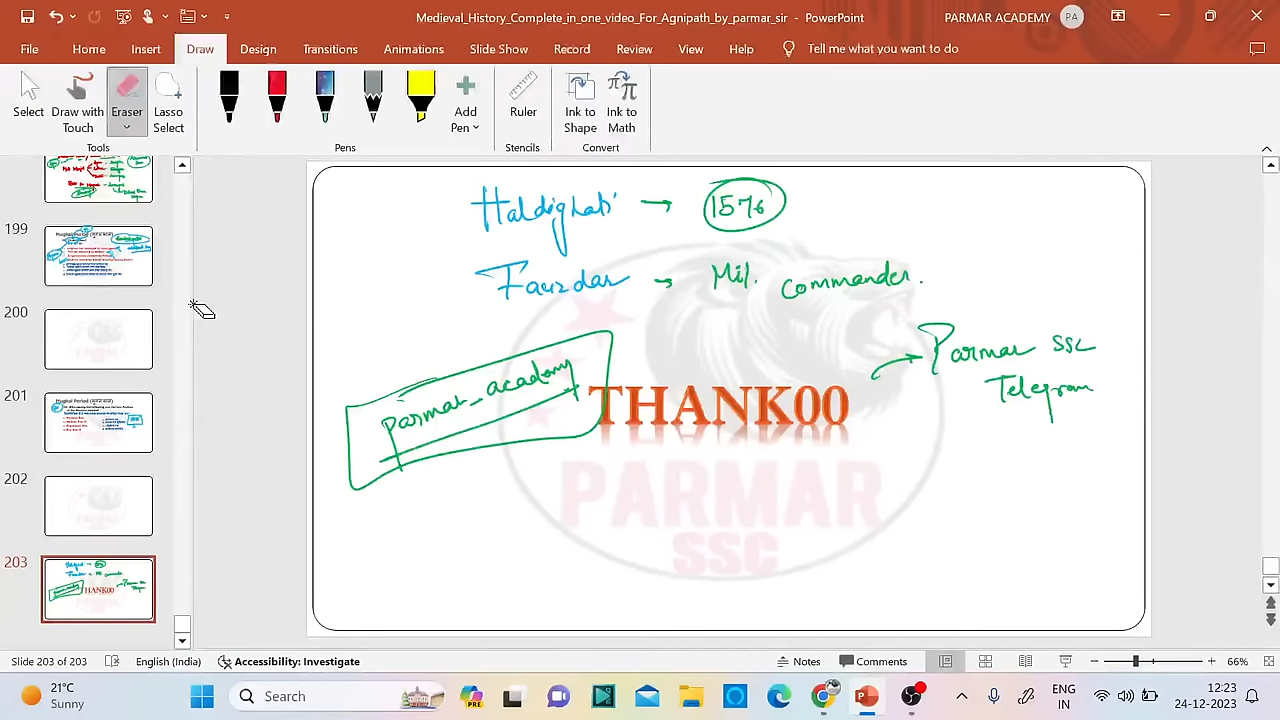 Medieval_History_Complete_in_one_video_For_Agnipath_by_parmar_sir - PowerPoint
PARMAR ACADEMY PA
File Home Insert Draw Design Transitions Animations Slide Show Record Review View Help Tell me what you want to do
Select
Draw with Touch
Eraser
Lasso Select
Add Pen
Ruler
Ink to Shape
Ink to Math
Tools
Pens
Stencils
Convert
199
200
201
202
203
Haldighati → 1576
Fauzdar → Mil. Commander.
Parmar SSC
Telegram
parmar_academy
THANK00
PARMAR
SSC
Slide 203 of 203 English (India) Accessibility: Investigate Notes Comments 66%
21°C
Sunny
Search
PRE
ENG
IN
12:23
24-12-2023